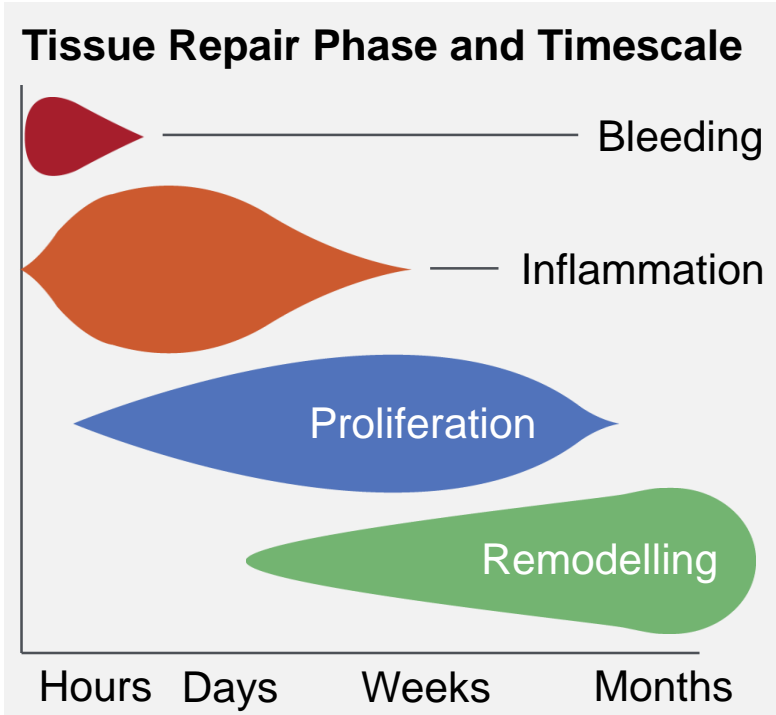 Tissue Repair Phase and Timescale
Bleeding
Inflammation
Proliferation
Remodelling
Hours Days Weeks Months